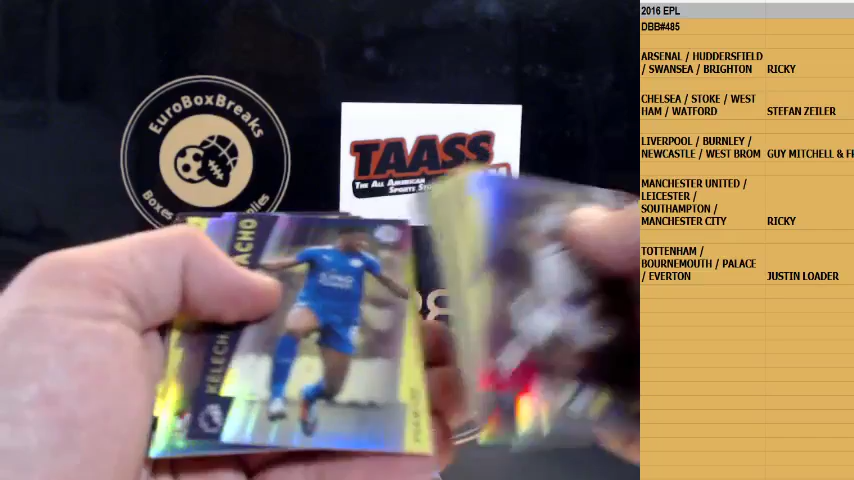 EuroBoxBreaks
Boxes
TAASS
THE ALL AMERICAN
SPORTS
KELECH
ACHO
2016 EPL
DBB#485
ARSENAL / HUDDERSFIELD
/ SWANSEA / BRIGHTON RICKY
CHELSEA / STOKE / WEST
HAM / WATFORD STEFAN ZEILER
LIVERPOOL / BURNLEY /
NEWCASTLE / WEST BROM GUY MITCHELL &
MANCHESTER UNITED /
LEICESTER /
SOUTHAMPTON /
MANCHESTER CITY RICKY
TOTTENHAM /
BOURNEMOUTH / PALACE
/ EVERTON JUSTIN LOADER